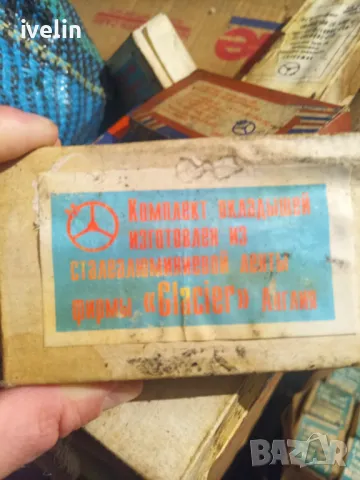 ivelin
Комплект вкладышей
изготовлен из
сталеалюминиевой ленты
фирмы «Glacier» Англия
BAZAR